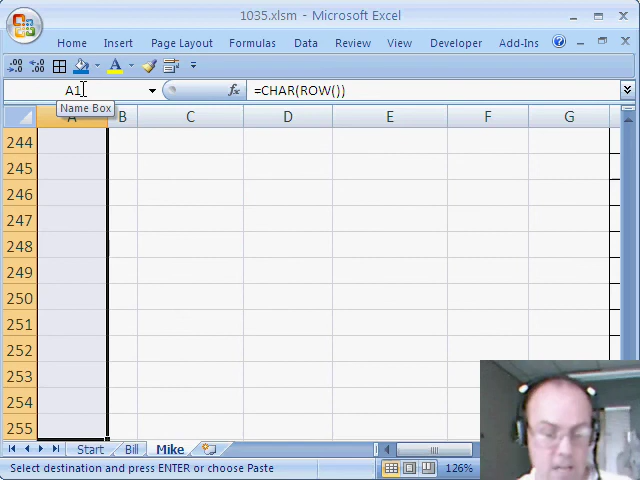 1035.xlsm - Microsoft Excel
Home Insert Page Layout Formulas Data Review View Developer
A1 fx =CHAR(ROW())
Name Box
A B C D E F G
244
245
246
247
248
249
250
251
252
253
254
255
Start Bill Mike
Select destination and press ENTER or choose Paste 126%